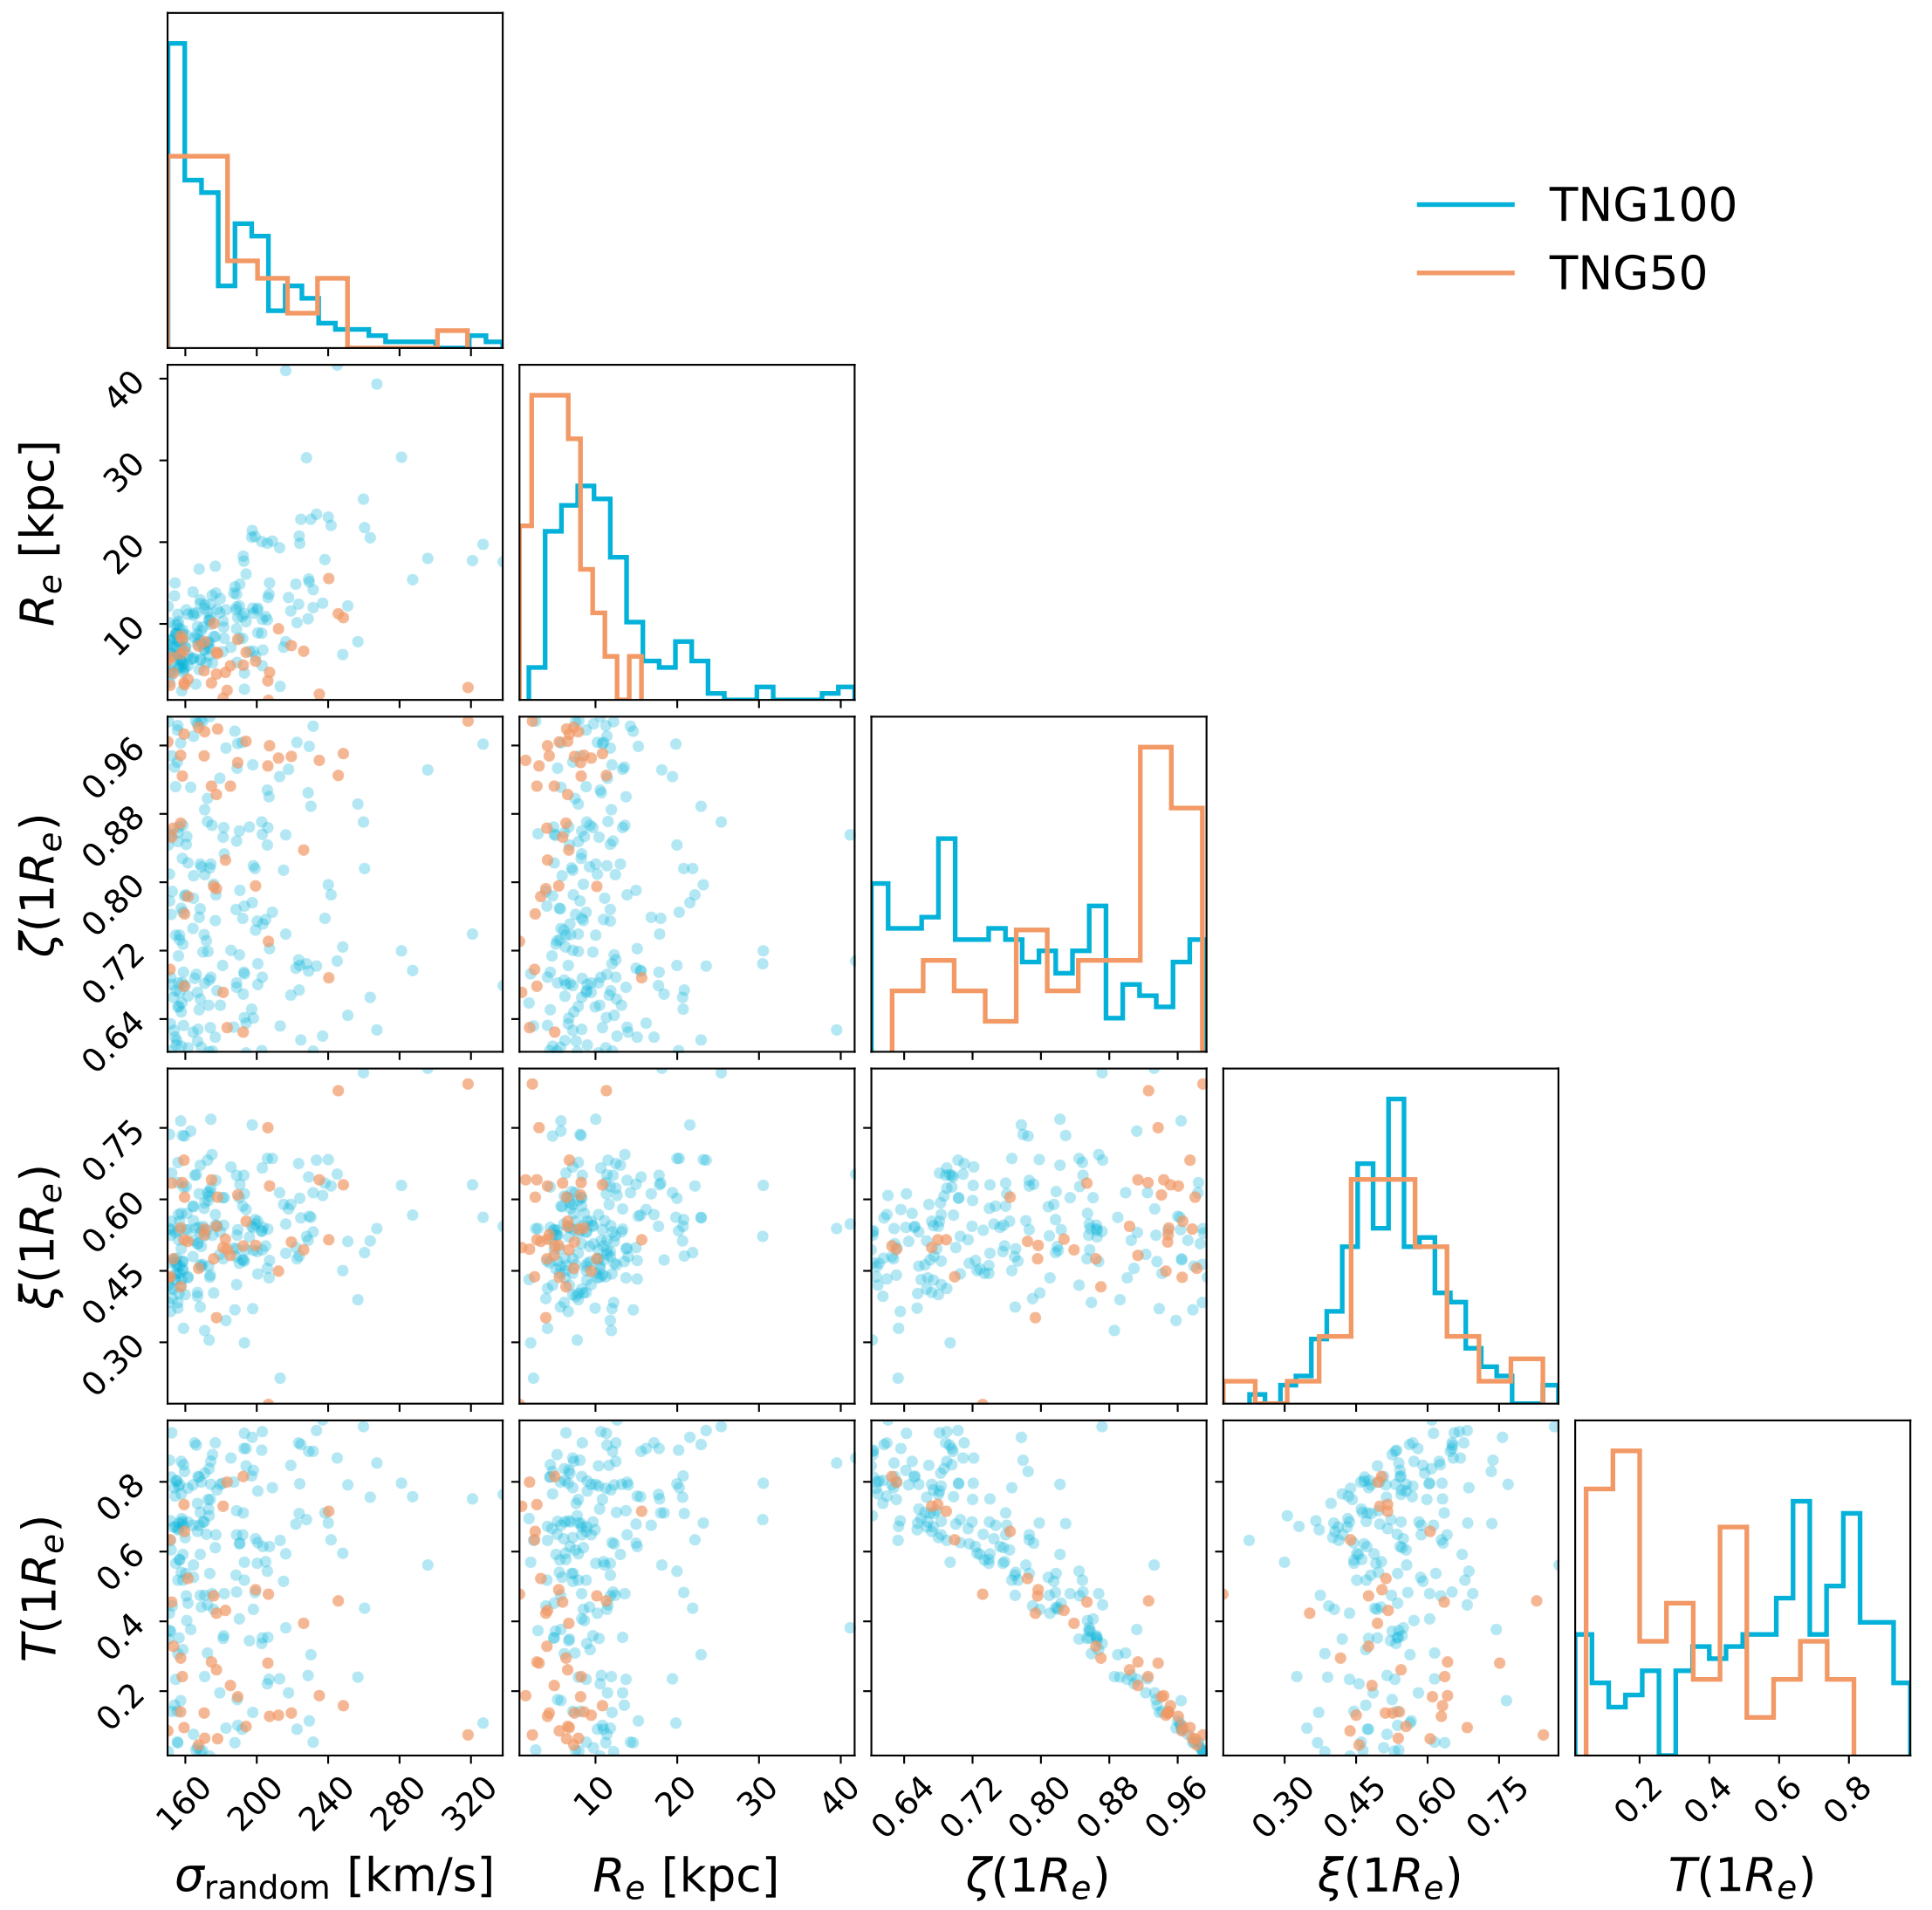 TNG100
TNG50
40
30
20
10
R_e [kpc]
0.96
0.88
0.80
0.72
0.64
ζ(1R_e)
0.75
0.60
0.45
0.30
ξ(1R_e)
0.8
0.6
0.4
0.2
T(1R_e)
160 200 240 280 320
10 20 30 40
0.64 0.72 0.80 0.88 0.96
0.30 0.45 0.60 0.75
0.2 0.4 0.6 0.8
σ_random [km/s]
R_e [kpc]
ζ(1R_e)
ξ(1R_e)
T(1R_e)